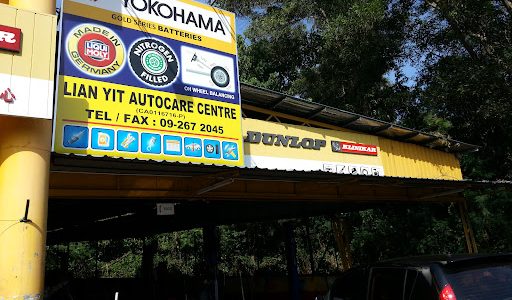 YOKOHAMA
GOLD SERIES BATTERIES
MADE IN GERMANY
LIQUI MOLY
NITROGEN FILLED
ON WHEEL BALANCING
LIAN YIT AUTOCARE CENTRE
(CA0116716-P)
TEL / FAX : 09-267 2045
DUNLOP